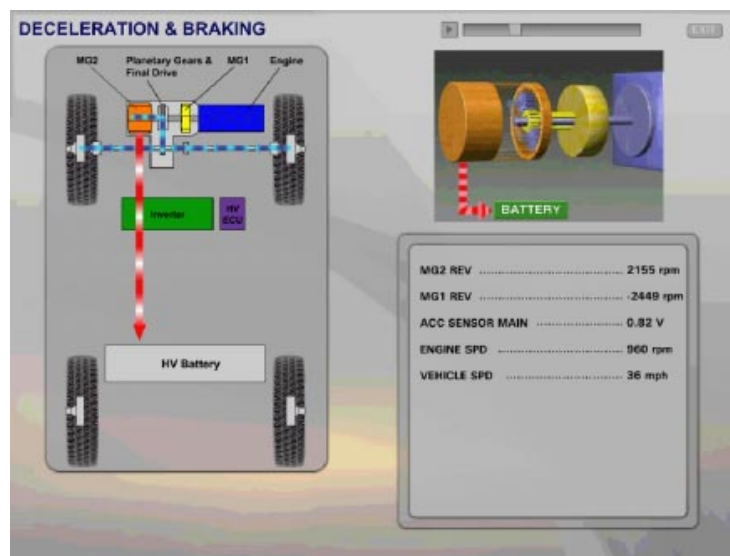 DECELERATION & BRAKING
EXIT
MG2
Planetary Gears &
Final Drive
MG1
Engine
Inverter
HV
ECU
HV Battery
BATTERY
MG2 REV ........................................ 2155 rpm
MG1 REV ........................................ -2449 rpm
ACC SENSOR MAIN ........................ 0.82 V
ENGINE SPD ................................... 960 rpm
VEHICLE SPD ................................ 36 mph